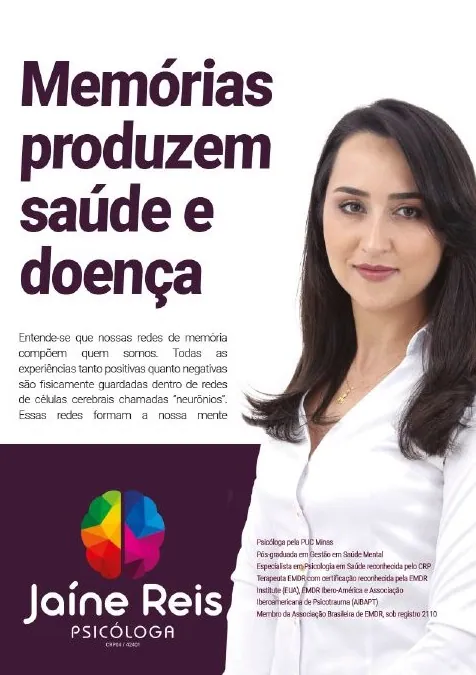 Memórias
produzem
saúde e
doença
Entende-se que nossas redes de memória
compõem quem somos. Todas as
experiências tanto positivas quanto negativas
são fisicamente guardadas dentro de redes
de células cerebrais chamadas "neurônios".
Essas redes formam a nossa mente
Psicóloga pela PUC Minas
Pós-graduada em Gestão em Saúde Mental
Especialista em Psicologia em Saúde reconhecida pelo CRP
Terapeuta EMDR com certificação reconhecida pela EMDR
Institute (EUA), EMDR Ibero-América e Associação
Iberoamericana de Psicotrauma (AIBAPT)
Membro da Associação Brasileira de EMDR, sob registro 2110
Jaíne Reis
PSICÓLOGA
CRP04 / 42401